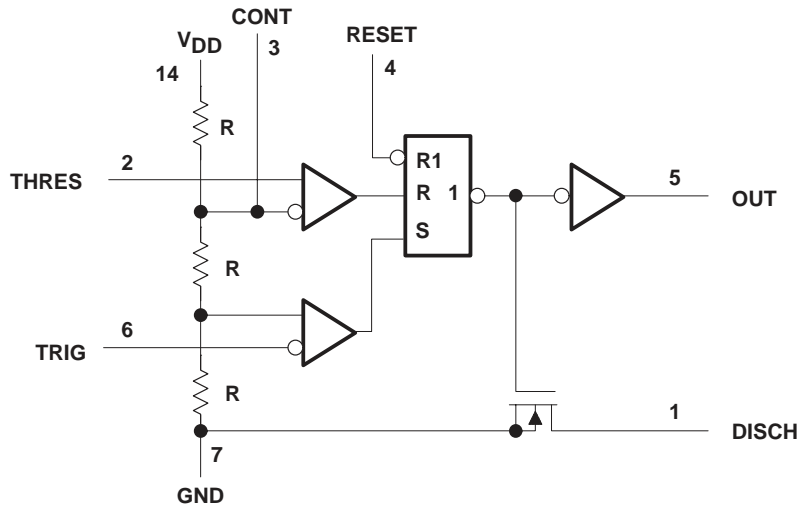 CONT
3
VDD
14
RESET
4
R
2
THRES
R1
R 1
S
5
OUT
R
6
TRIG
R
1
DISCH
7
GND